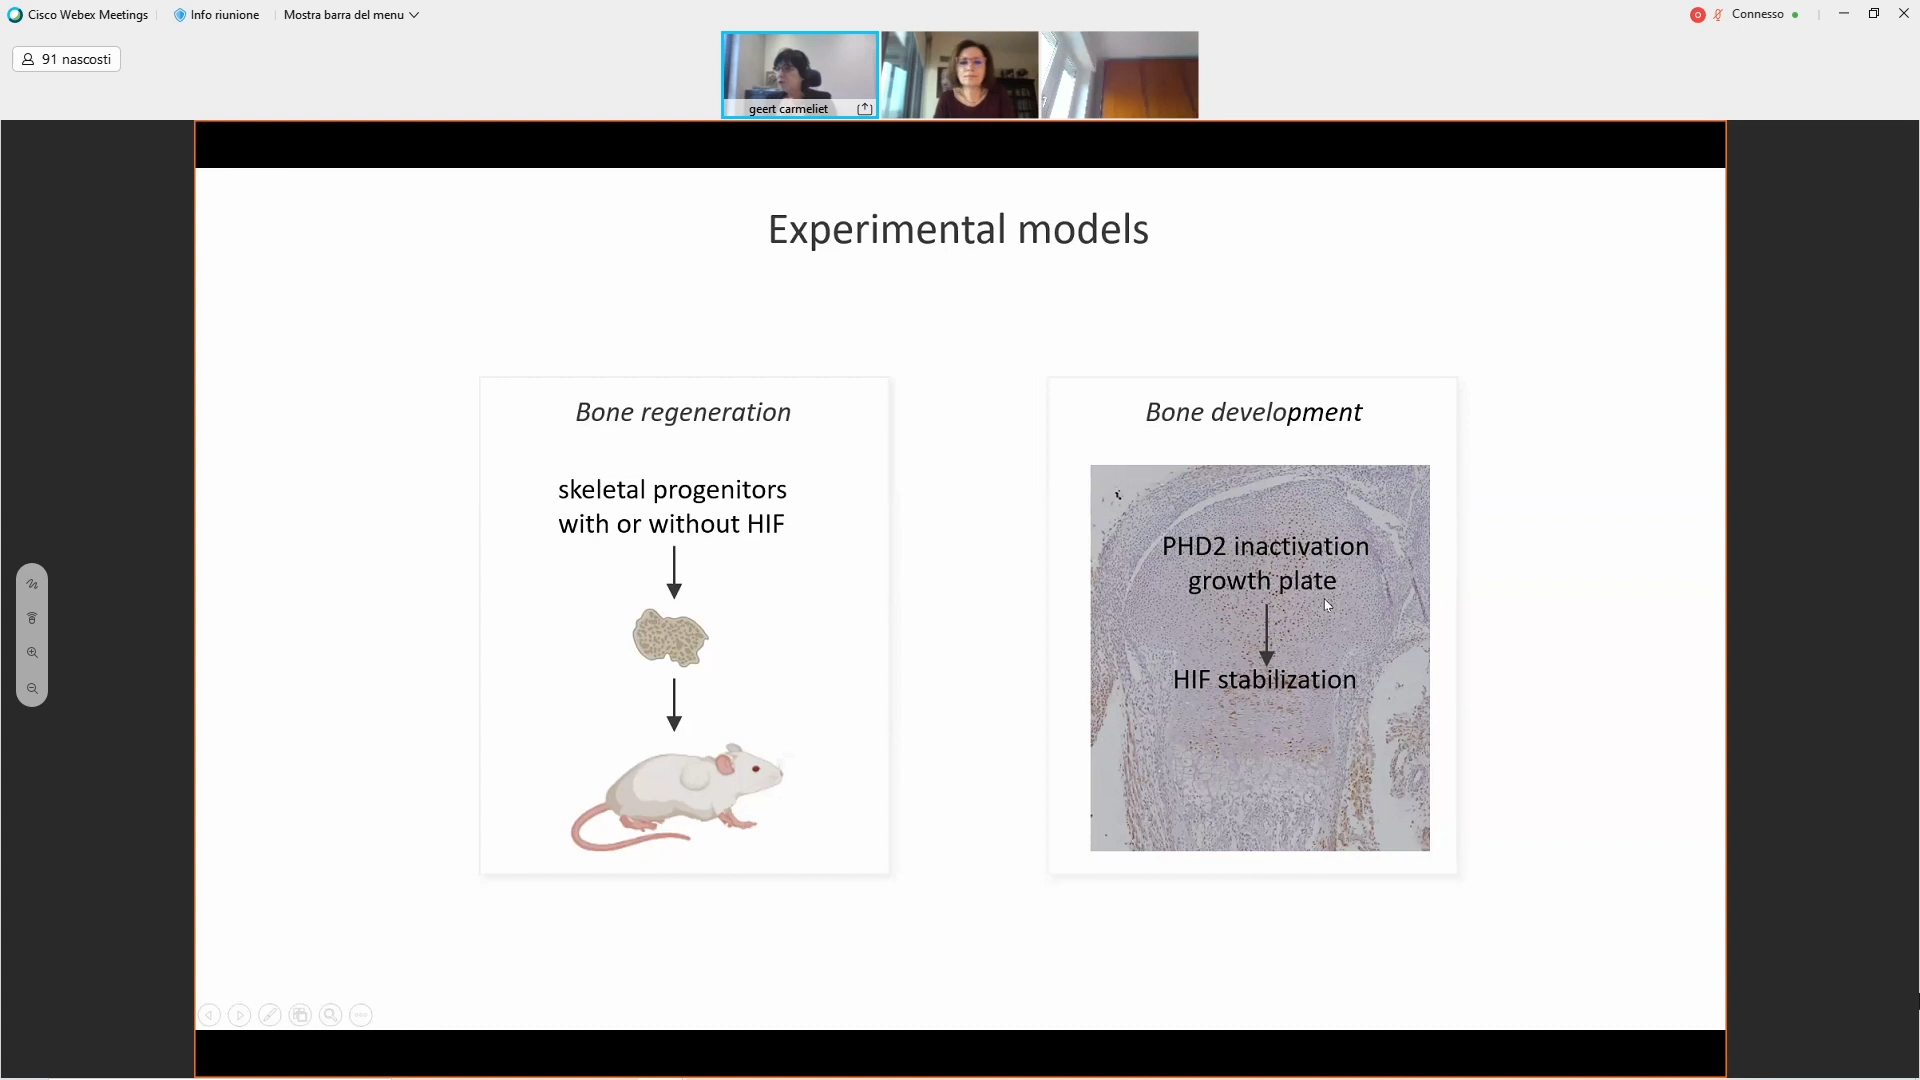 Cisco Webex Meetings
Info riunione
Mostra barra del menu
Connesso
91 nascosti
geert carmeliet
Experimental models
Bone regeneration
skeletal progenitors
with or without HIF
Bone development
PHD2 inactivation
growth plate
HIF stabilization